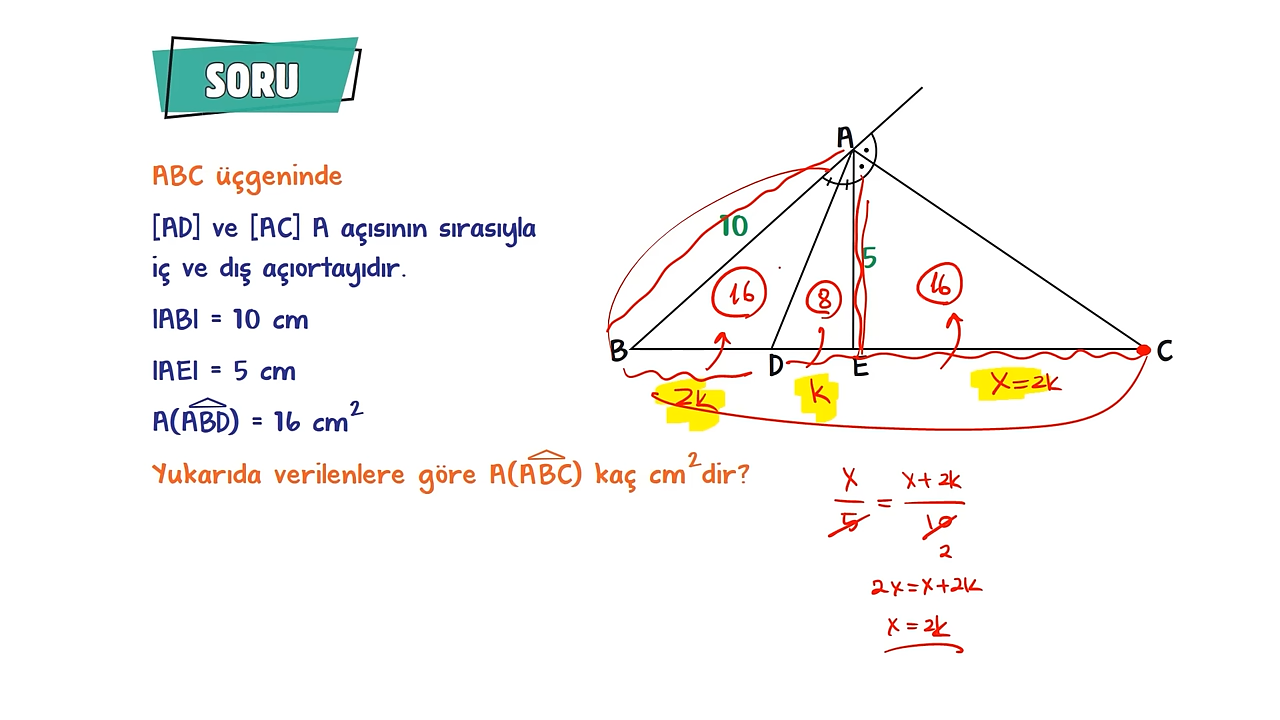 SORU
ABC üçgeninde
[AD] ve [AC] A açısının sırasıyla
iç ve dış açıortayıdır.
|AB| = 10 cm
|AE| = 5 cm
A(ABD) = 16 cm²
Yukarıda verilenlere göre A(ABC) kaç cm²dir?
A
10
5
16
8
16
B
D
E
C
2k
k
x=2k
x/5 = x+2k/10
2
2x=x+2k
x=2k